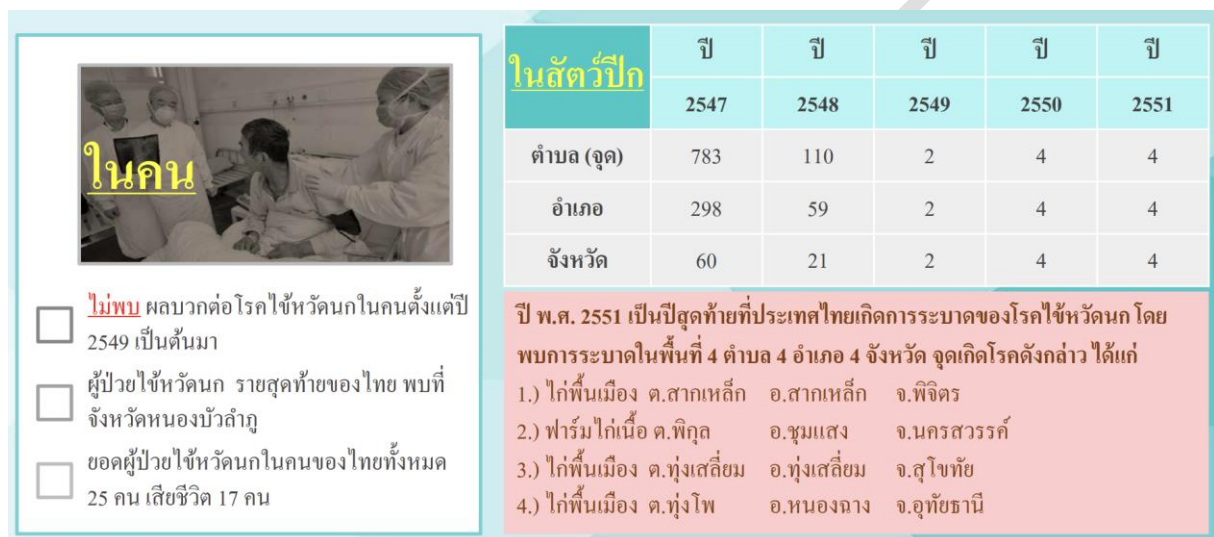 ในคน
ไม่พบ ผลบวกต่อโรคไข้หวัดนกในคนตั้งแต่ปี
2549 เป็นต้นมา
ผู้ป่วยไข้หวัดนก รายสุดท้ายของไทย พบที่
จังหวัดหนองบัวลำภู
ยอดผู้ป่วยไข้หวัดนกในคนของไทยทั้งหมด
25 คน เสียชีวิต 17 คน
ในสัตว์ปีก ปี ปี ปี ปี ปี
2547 2548 2549 2550 2551
ตำบล (จุด) 783 110 2 4 4
อำเภอ 298 59 2 4 4
จังหวัด 60 21 2 4 4
ปี พ.ศ. 2551 เป็นปีสุดท้ายที่ประเทศไทยเกิดการระบาดของโรคไข้หวัดนก โดย
พบการระบาดในพื้นที่ 4 ตำบล 4 อำเภอ 4 จังหวัด จุดเกิดโรคดังกล่าว ได้แก่
1.) ไก่พื้นเมือง ต.สากเหล็ก อ.สากเหล็ก จ.พิจิตร
2.) ฟาร์มไก่เนื้อ ต.พิกุล อ.ชุมแสง จ.นครสวรรค์
3.) ไก่พื้นเมือง ต.ทุ่งเสลี่ยม อ.ทุ่งเสลี่ยม จ.สุโขทัย
4.) ไก่พื้นเมือง ต.ทุ่งโพ อ.หนองฉาง จ.อุทัยธานี